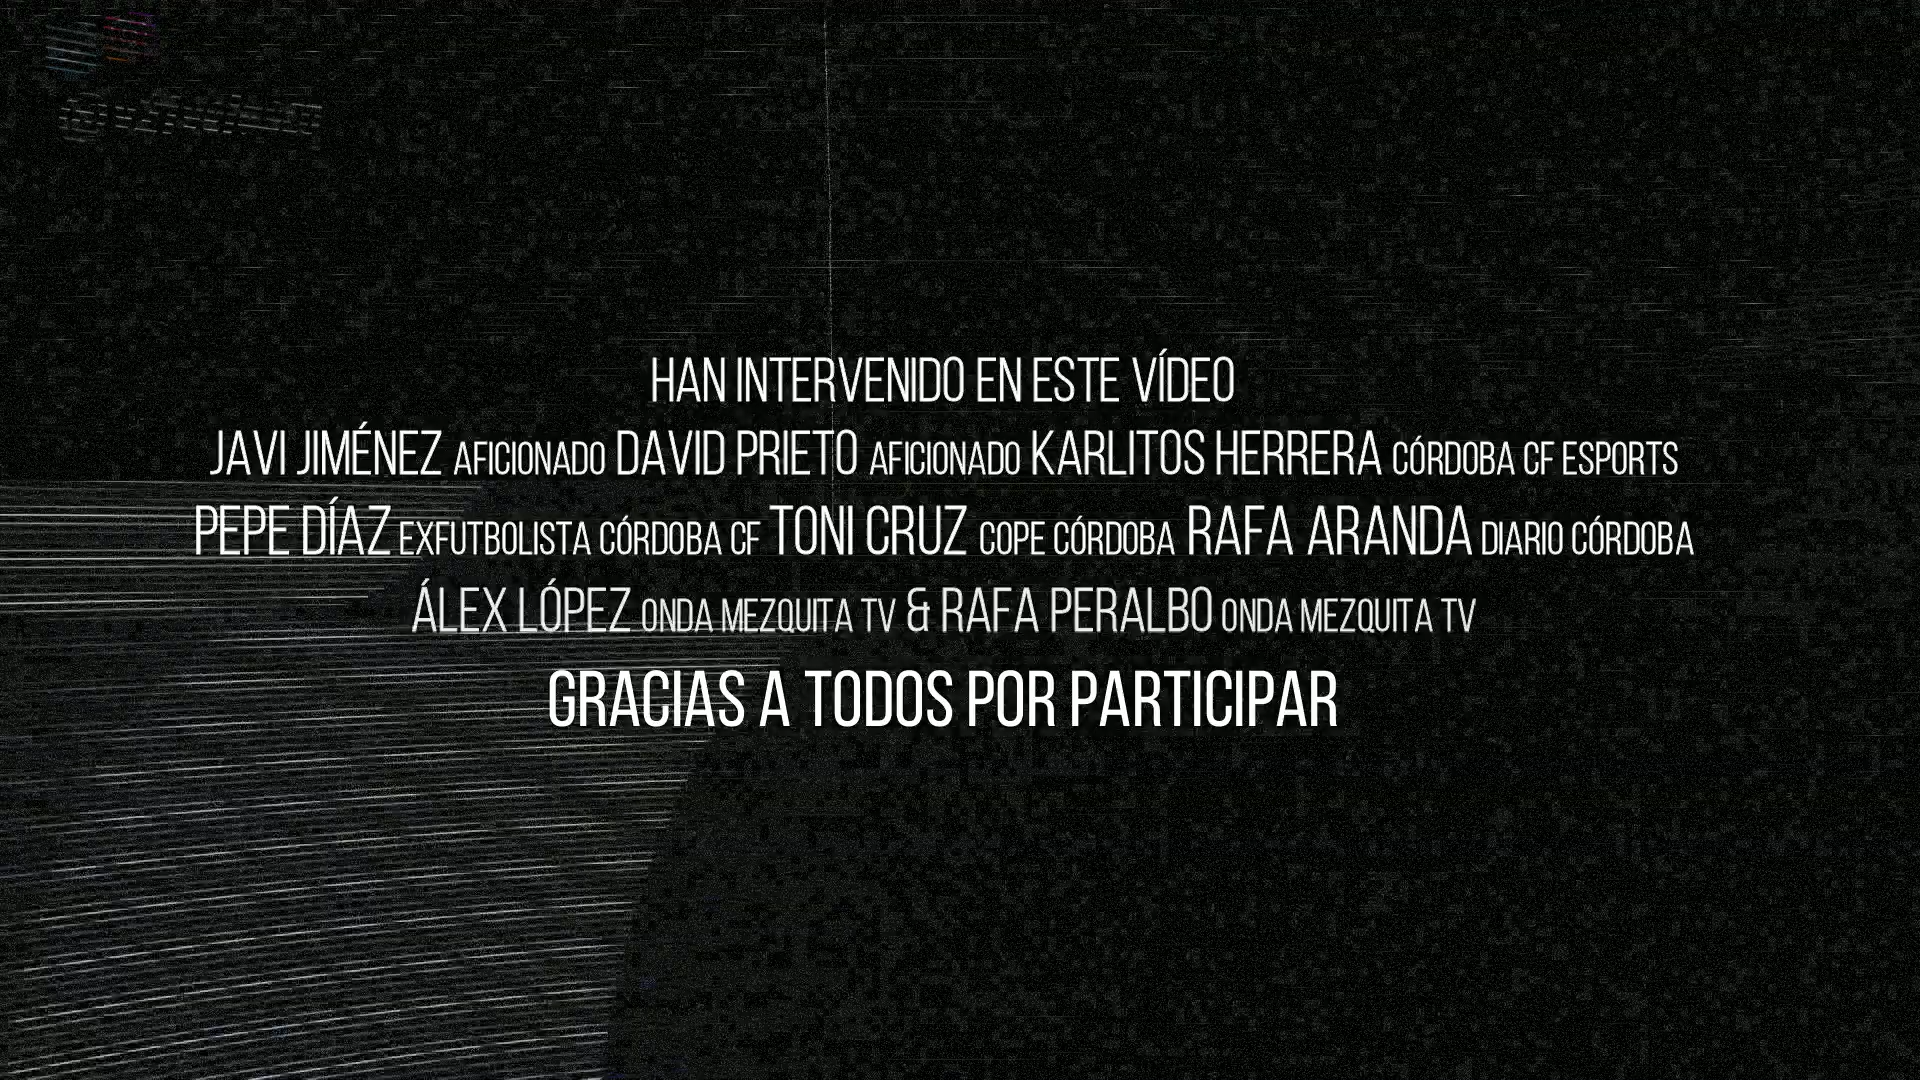 HAN INTERVENIDO EN ESTE VÍDEO
JAVI JIMÉNEZ AFICIONADO DAVID PRIETO AFICIONADO KARLITOS HERRERA CÓRDOBA CF ESPORTS
PEPE DÍAZ EXFUTBOLISTA CÓRDOBA CF TONI CRUZ COPE CÓRDOBA RAFA ARANDA DIARIO CÓRDOBA
ÁLEX LÓPEZ ONDA MEZQUITA TV & RAFA PERALBO ONDA MEZQUITA TV
GRACIAS A TODOS POR PARTICIPAR